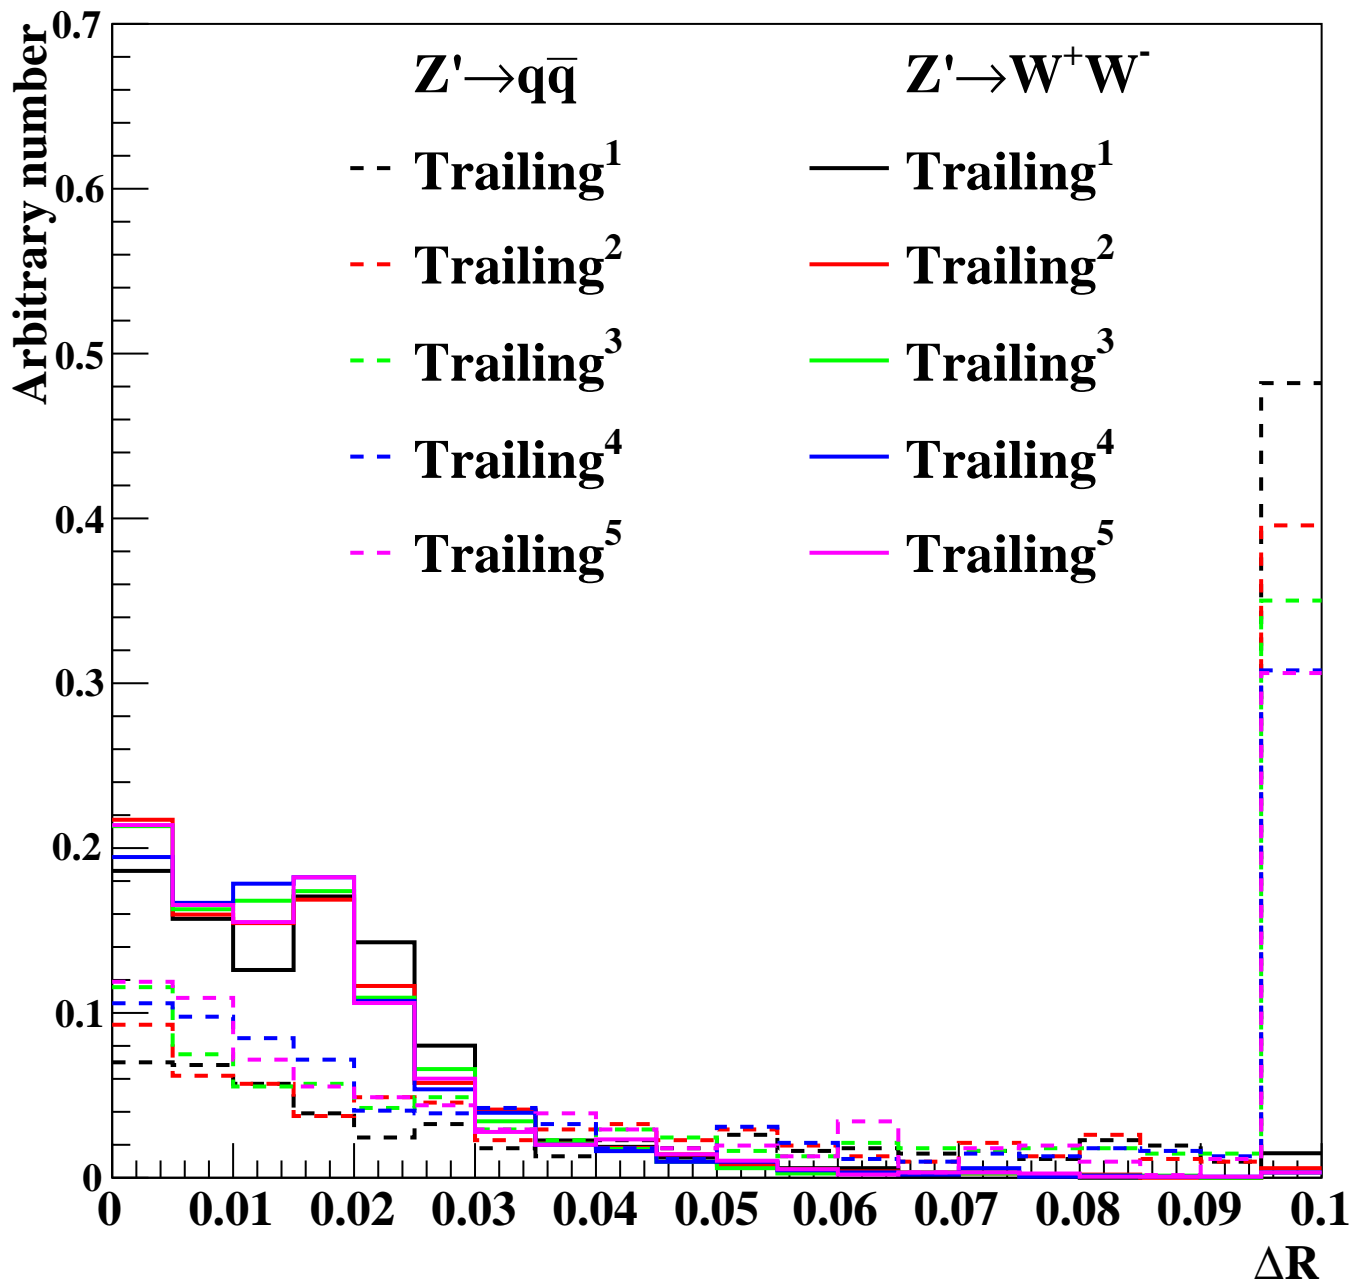 Arbitrary number
0.7
0.6
0.5
0.4
0.3
0.2
0.1
0
Z'→qq̅ Z'→W⁺W⁻
Trailing¹ Trailing¹
Trailing² Trailing²
Trailing³ Trailing³
Trailing⁴ Trailing⁴
Trailing⁵ Trailing⁵
0 0.01 0.02 0.03 0.04 0.05 0.06 0.07 0.08 0.09 0.1
ΔR